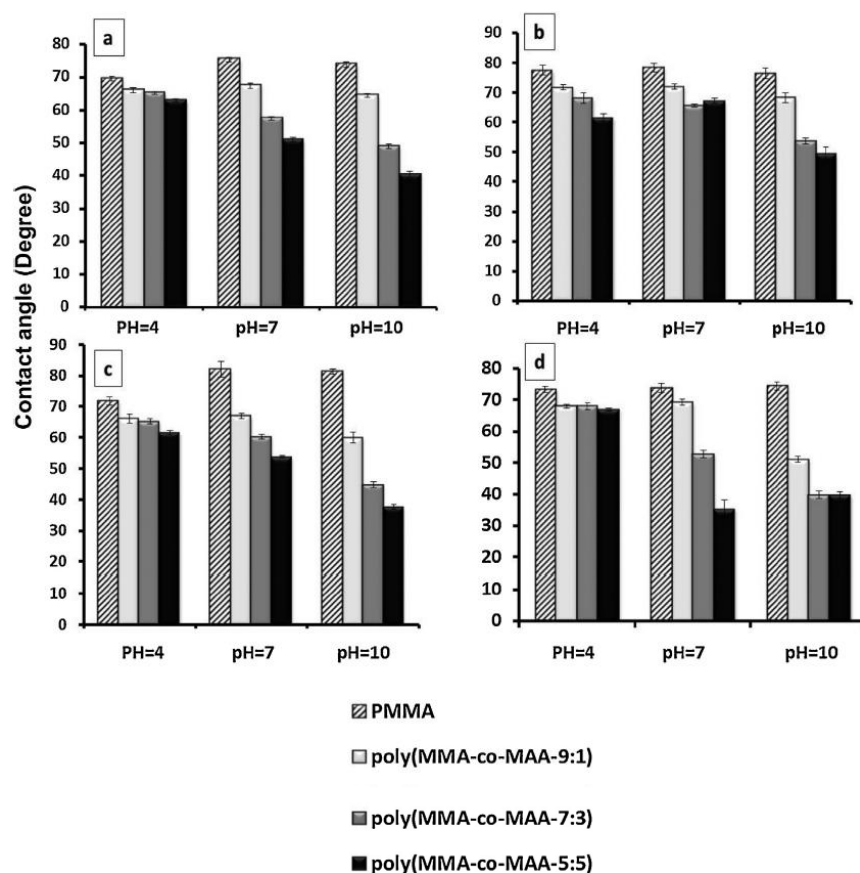 a
80
70
60
50
40
30
20
10
0
PH=4 pH=7 pH=10
b
90
80
70
60
50
40
30
20
10
0
PH=4 pH=7 pH=10
Contact angle (Degree)
c
90
80
70
60
50
40
30
20
10
0
PH=4 pH=7 pH=10
d
80
70
60
50
40
30
20
10
0
PH=4 pH=7 pH=10
PMMA
poly(MMA-co-MAA-9:1)
poly(MMA-co-MAA-7:3)
poly(MMA-co-MAA-5:5)